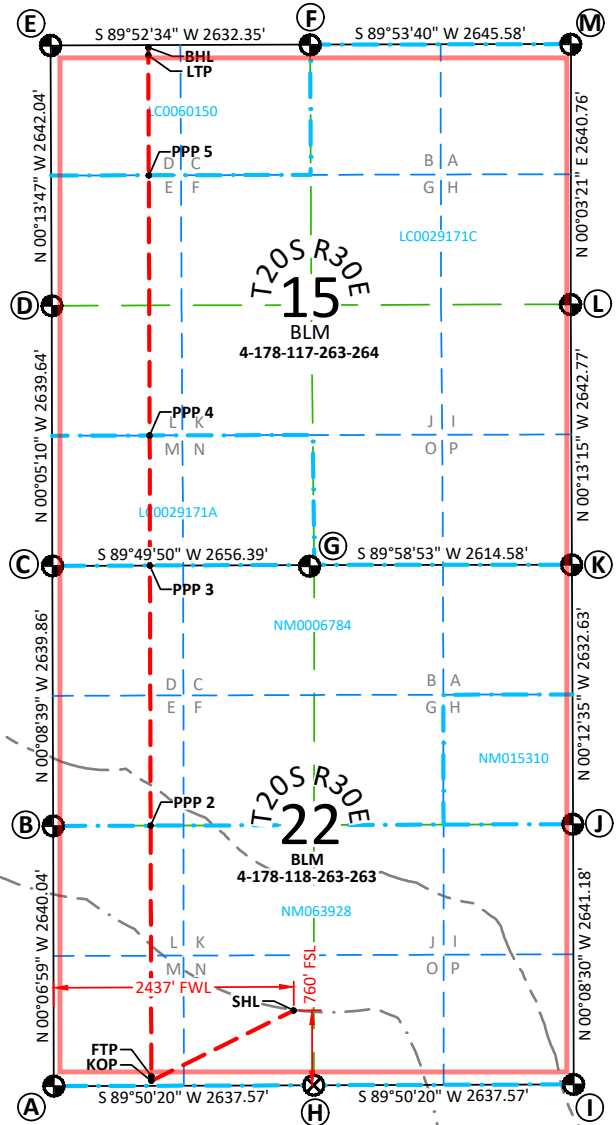 E
F
M
S 89°52'34" W 2632.35'
S 89°53'40" W 2645.58'
BHL
LTP
LC0060150
N 00°13'47" W 2642.04'
N 00°03'21" E 2640.76'
PPP 5
D C
E F
B A
G H
LC0029171C
T20S R30E
15
BLM
4-178-117-263-264
D
L
N 00°05'10" W 2639.64'
N 00°13'15" W 2642.77'
PPP 4
L K
M N
J I
O P
LC0029171A
C
S 89°49'50" W 2656.39'
G
S 89°58'53" W 2614.58'
K
PPP 3
NM0006784
N 00°08'39" W 2639.86'
N 00°12'35" W 2632.63'
D C
E F
B A
G H
NM015310
T20S R30E
22
BLM
4-178-118-263-263
B
PPP 2
J
NM063928
N 00°06'59" W 2640.04'
N 00°08'30" W 2641.18'
L K
M N
J I
O P
2437' FWL
760' FSL
SHL
FTP
KOP
A
S 89°50'20" W 2637.57'
H
S 89°50'20" W 2637.57'
I